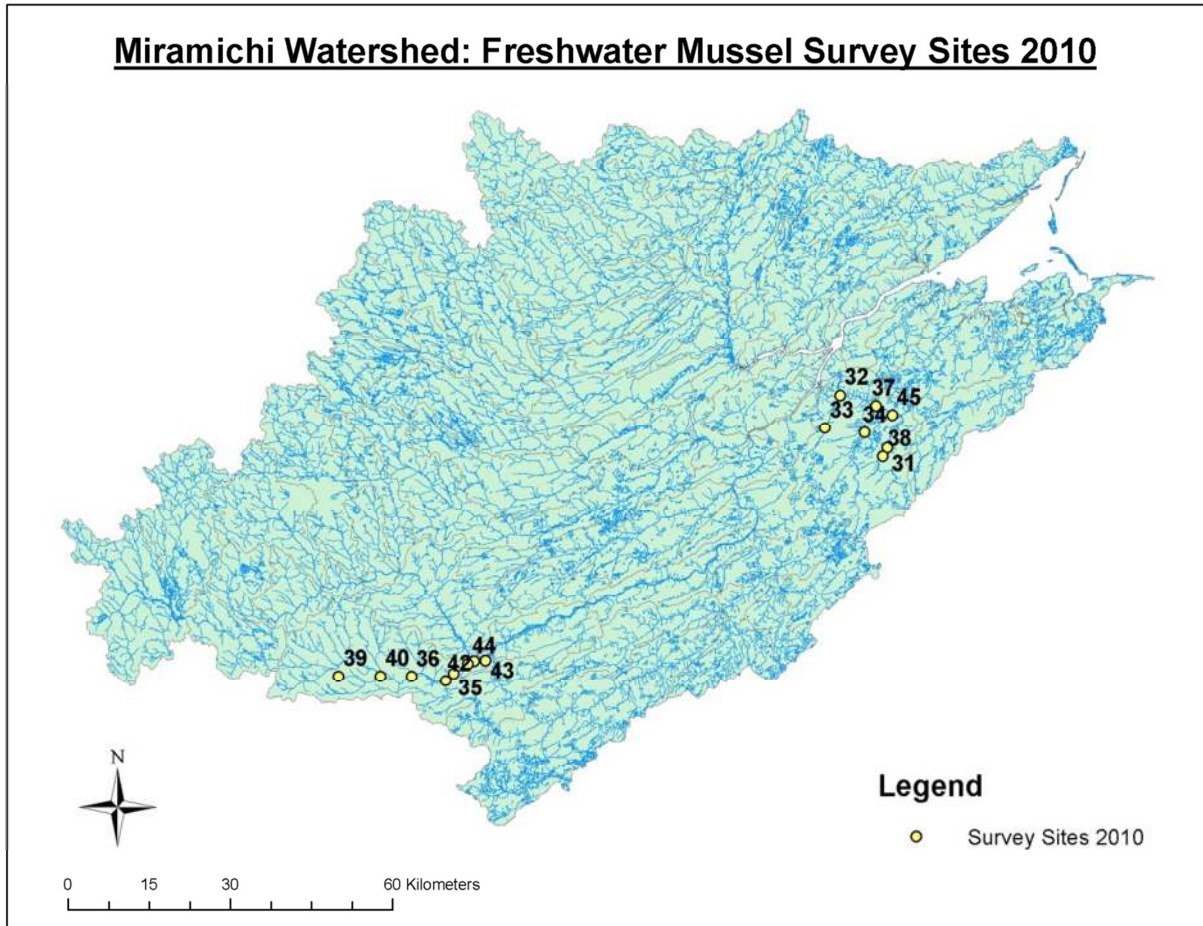 Miramichi Watershed: Freshwater Mussel Survey Sites 2010
32
37
45
33
34
38
31
44
39
40
36
42
43
35
N
Legend
Survey Sites 2010
0 15 30 60 Kilometers